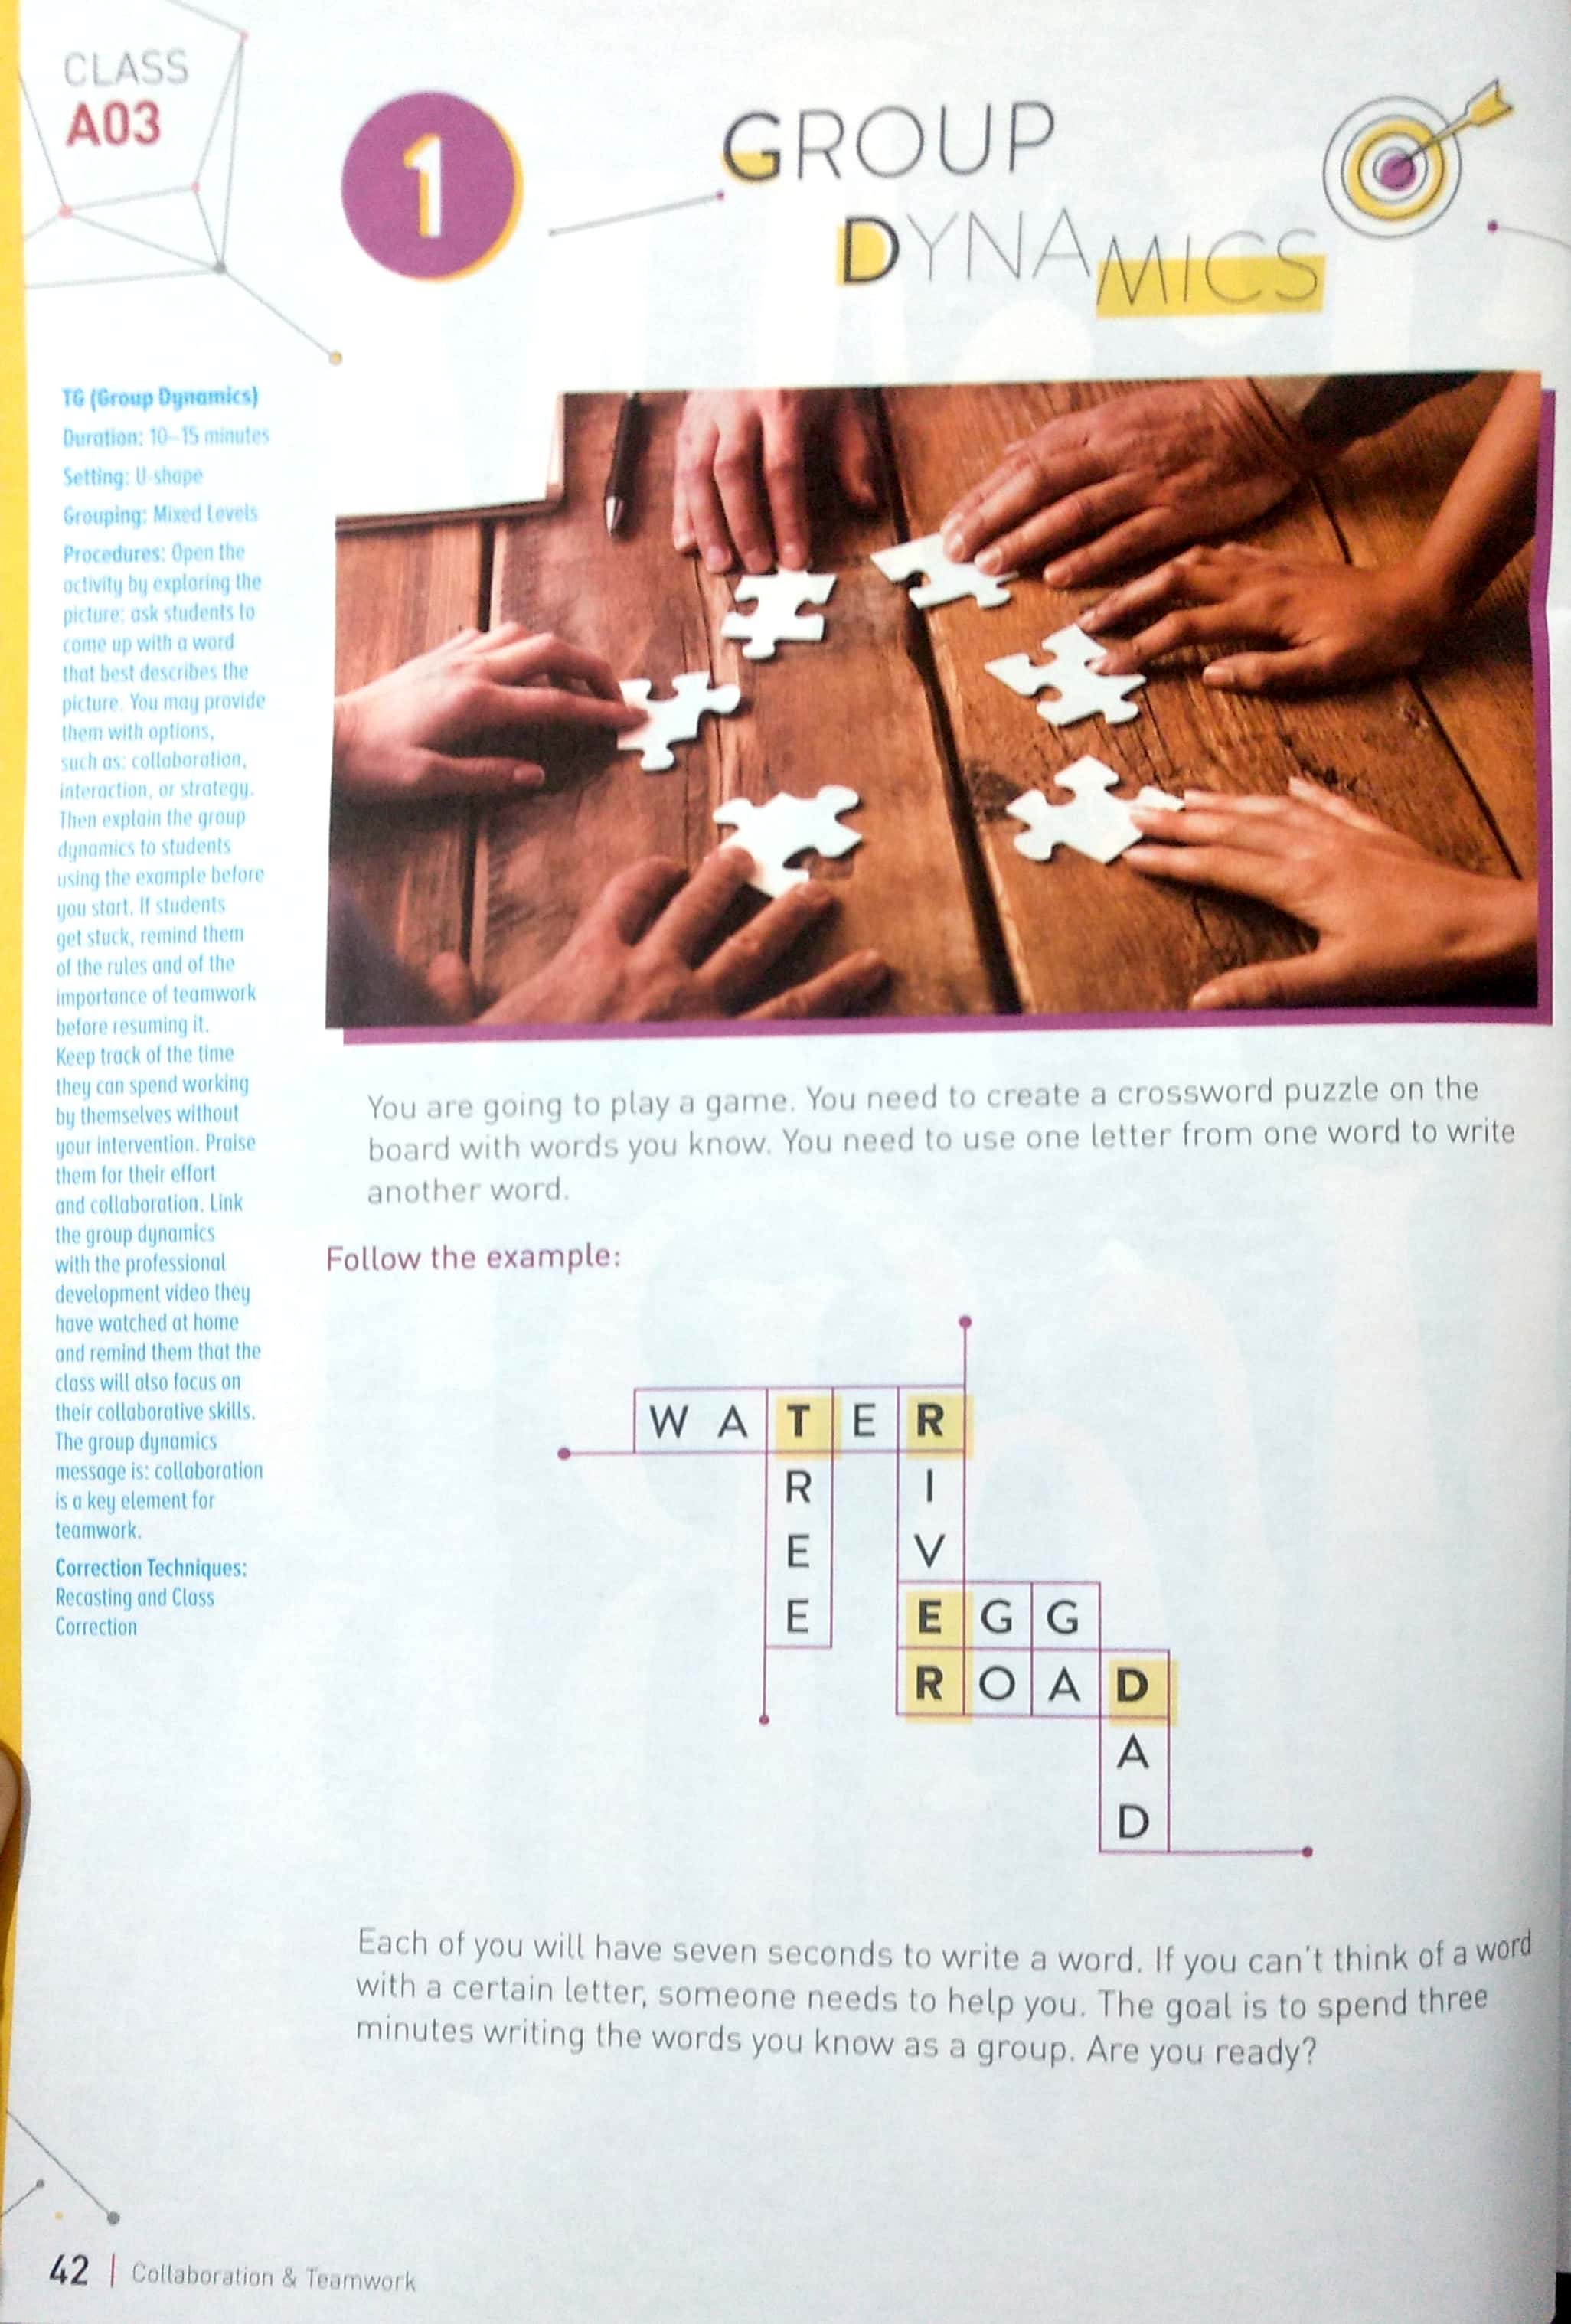 CLASS
A03
1
GROUP
DYNAMICS
TG (Group Dynamics)
Duration: 10–15 minutes
Setting: U-shape
Grouping: Mixed Levels
Procedures: Open the
activity by exploring the
picture: ask students to
come up with a word
that best describes the
picture. You may provide
them with options,
such as: collaboration,
interaction, or strategy.
Then explain the group
dynamics to students
using the example before
you start. If students
get stuck, remind them
of the rules and of the
importance of teamwork
before resuming it.
Keep track of the time
they can spend working
by themselves without
your intervention. Praise
them for their effort
and collaboration. Link
the group dynamics
with the professional
development video they
have watched at home
and remind them that the
class will also focus on
their collaborative skills.
The group dynamics
message is: collaboration
is a key element for
teamwork.
Correction Techniques:
Recasting and Class
Correction
You are going to play a game. You need to create a crossword puzzle on the
board with words you know. You need to use one letter from one word to write
another word.
Follow the example:
W A T E R
R I
E V
E E G G
R O A D
A
D
Each of you will have seven seconds to write a word. If you can't think of a word
with a certain letter, someone needs to help you. The goal is to spend three
minutes writing the words you know as a group. Are you ready?
42 | Collaboration & Teamwork